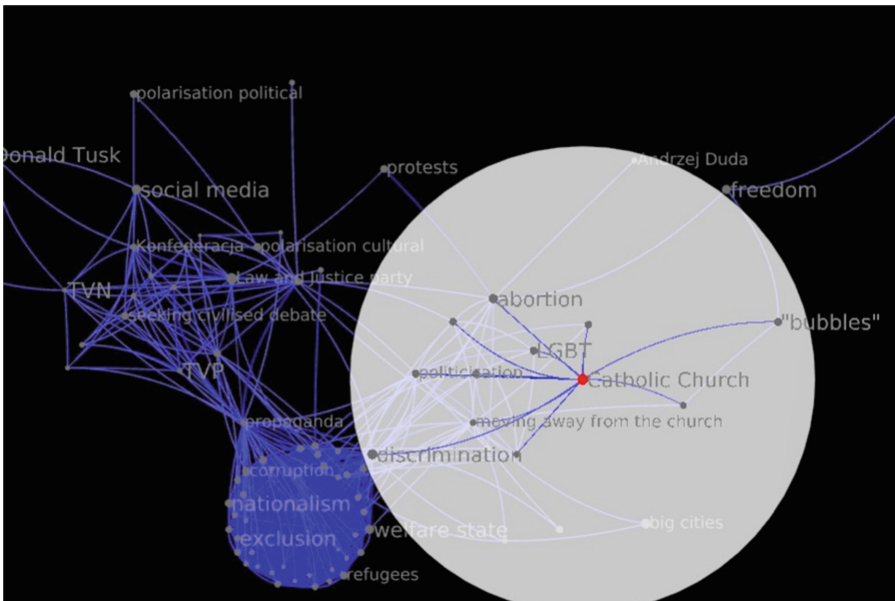 polarisation political
Donald Tusk
protests
Andrzej Duda
social media
freedom
Konfederacja
polarisation cultural
Law and Justice party
TVN
abortion
seeking civilised debate
"bubbles"
LGBT
TVP
politicisation
Catholic Church
propaganda
moving away from the church
discrimination
corruption
nationalism
welfare state
big cities
exclusion
refugees